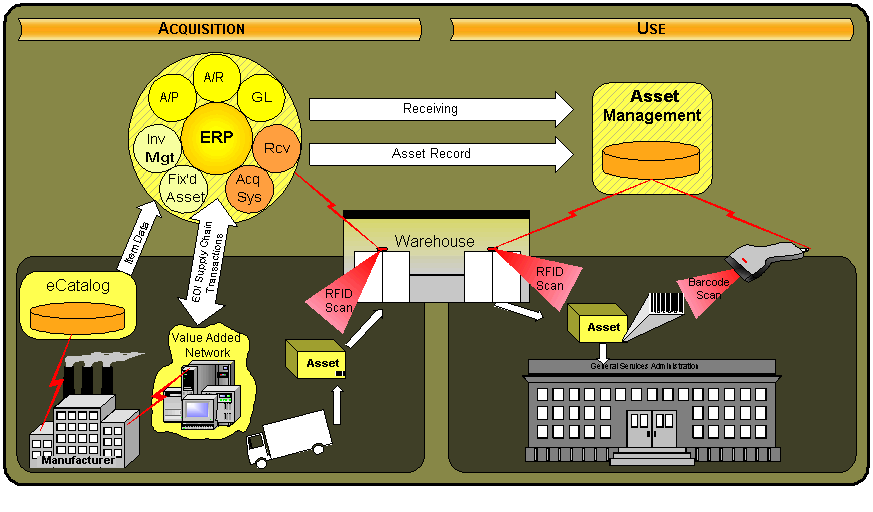 ACQUISITION
USE
A/R
A/P
GL
ERP
Inv
Mgt
Rcv
Fix'd
Asset
Acq
Sys
Receiving
Asset Record
Asset
Management
Item Data
EOI Supply Chain
Transactions
Warehouse
RFID
Scan
RFID
Scan
Barcode
Scan
eCatalog
Value Added
Network
Asset
Asset
General Services Administration
Manufacturer